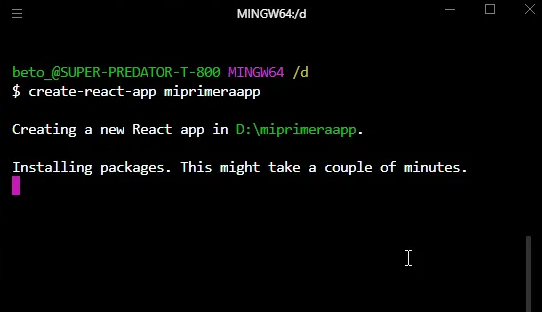 MINGW64:/d
beto_@SUPER-PREDATOR-T-800 MINGW64 /d
$ create-react-app miprimeraapp
Creating a new React app in D:\miprimeraapp.
Installing packages. This might take a couple of minutes.